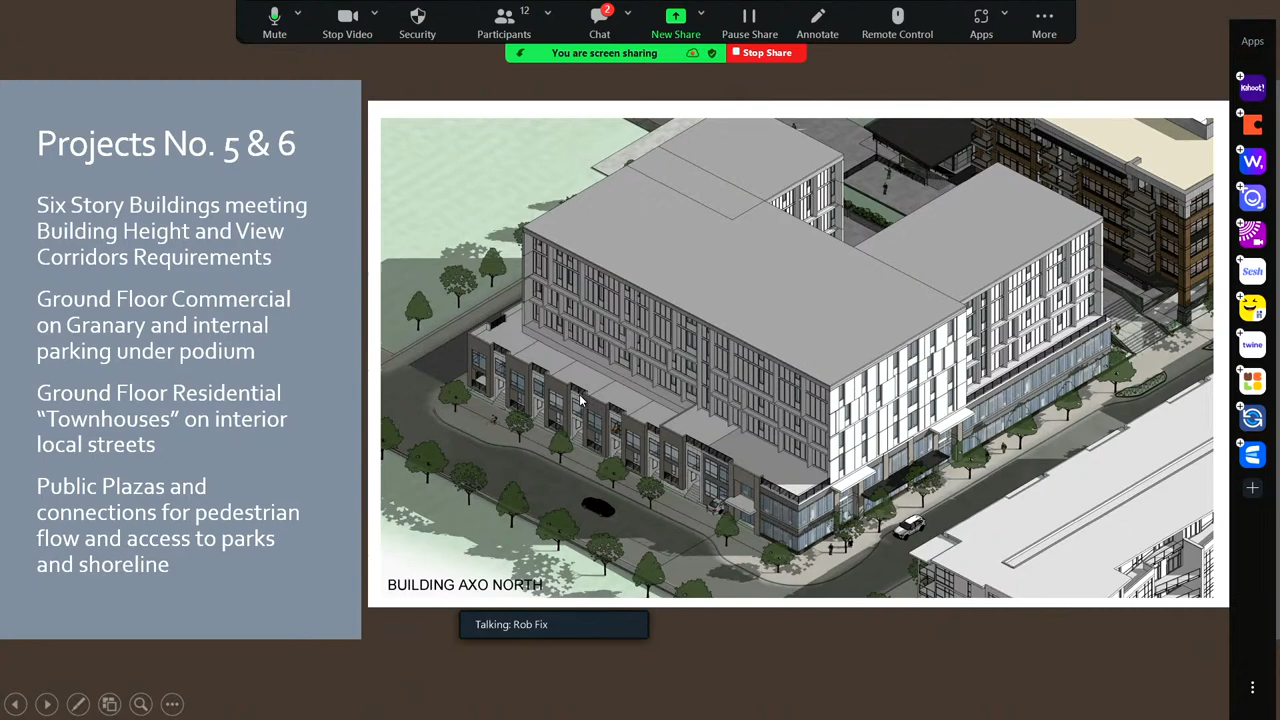 Mute
Stop Video
Security
12
Participants
2
Chat
New Share
Pause Share
Annotate
Remote Control
Apps
More
You are screen sharing
Stop Share
Apps
Kahoot!
W
Sesh
twine
Projects No. 5 & 6
Six Story Buildings meeting
Building Height and View
Corridors Requirements
Ground Floor Commercial
on Granary and internal
parking under podium
Ground Floor Residential
“Townhouses” on interior
local streets
Public Plazas and
connections for pedestrian
flow and access to parks
and shoreline
BUILDING AXO NORTH
Talking: Rob Fix